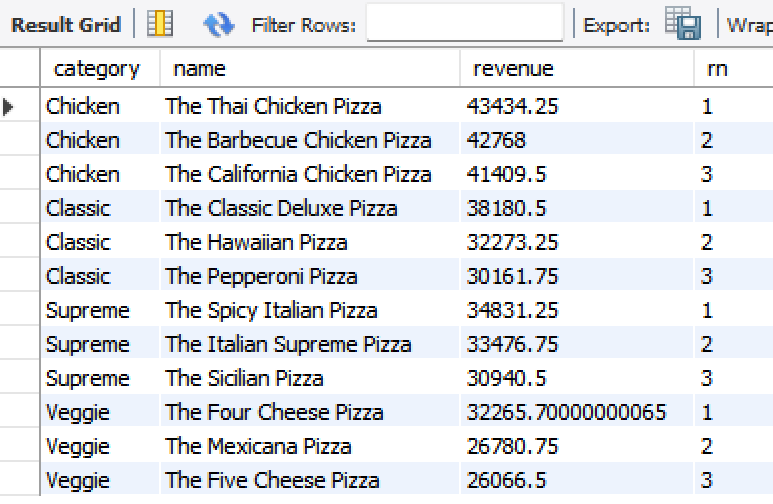 Result Grid Filter Rows: Export: Wrap
category name revenue rn
Chicken The Thai Chicken Pizza 43434.25 1
Chicken The Barbecue Chicken Pizza 42768 2
Chicken The California Chicken Pizza 41409.5 3
Classic The Classic Deluxe Pizza 38180.5 1
Classic The Hawaiian Pizza 32273.25 2
Classic The Pepperoni Pizza 30161.75 3
Supreme The Spicy Italian Pizza 34831.25 1
Supreme The Italian Supreme Pizza 33476.75 2
Supreme The Sicilian Pizza 30940.5 3
Veggie The Four Cheese Pizza 32265.70000000065 1
Veggie The Mexicana Pizza 26780.75 2
Veggie The Five Cheese Pizza 26066.5 3